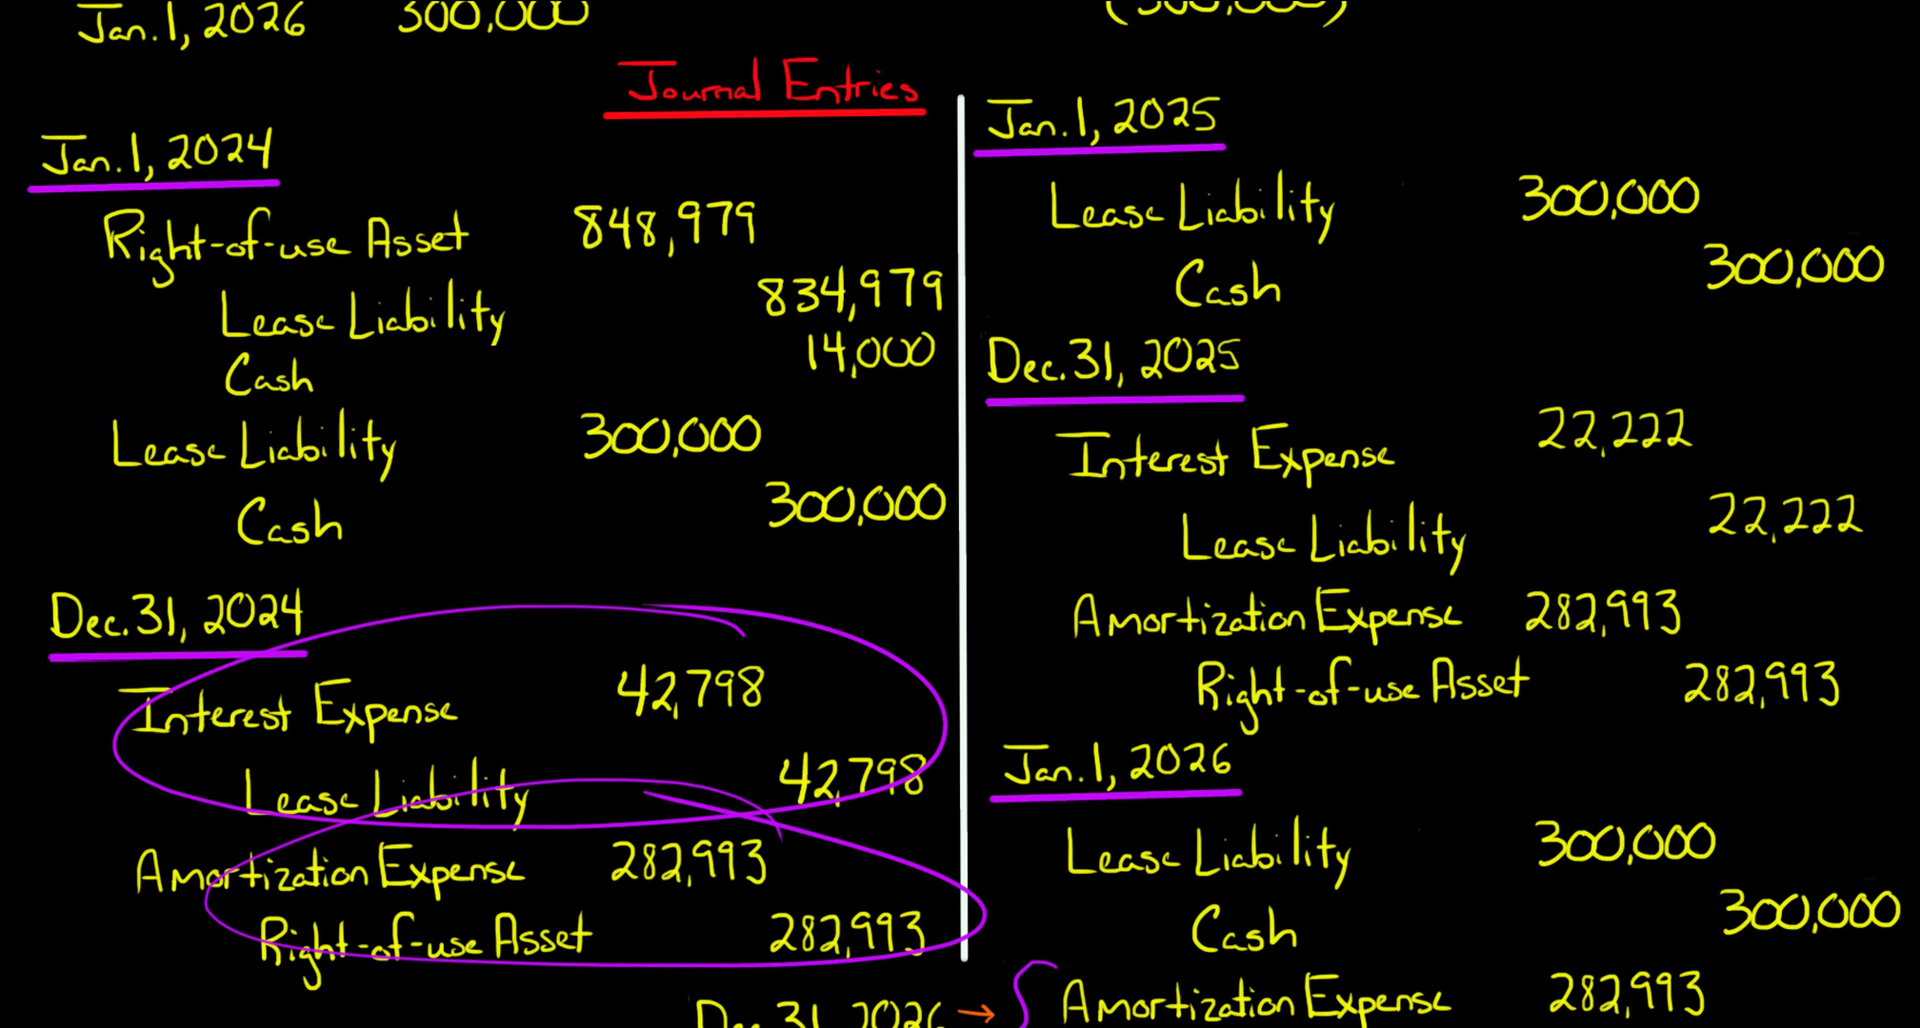 Jan. 1, 2026 300,000 (300,000)
Journal Entries
Jan. 1, 2024
Right-of-use Asset 848,979
Lease Liability 834,979
Cash 14,000
Lease Liability 300,000
Cash 300,000
Dec. 31, 2024
Interest Expense 42,798
Lease Liability 42,798
Amortization Expense 282,993
Right-of-use Asset 282,993
Jan. 1, 2025
Lease Liability 300,000
Cash 300,000
Dec. 31, 2025
Interest Expense 22,222
Lease Liability 22,222
Amortization Expense 282,993
Right-of-use Asset 282,993
Jan. 1, 2026
Lease Liability 300,000
Cash 300,000
Dec. 31, 2026 → Amortization Expense 282,993